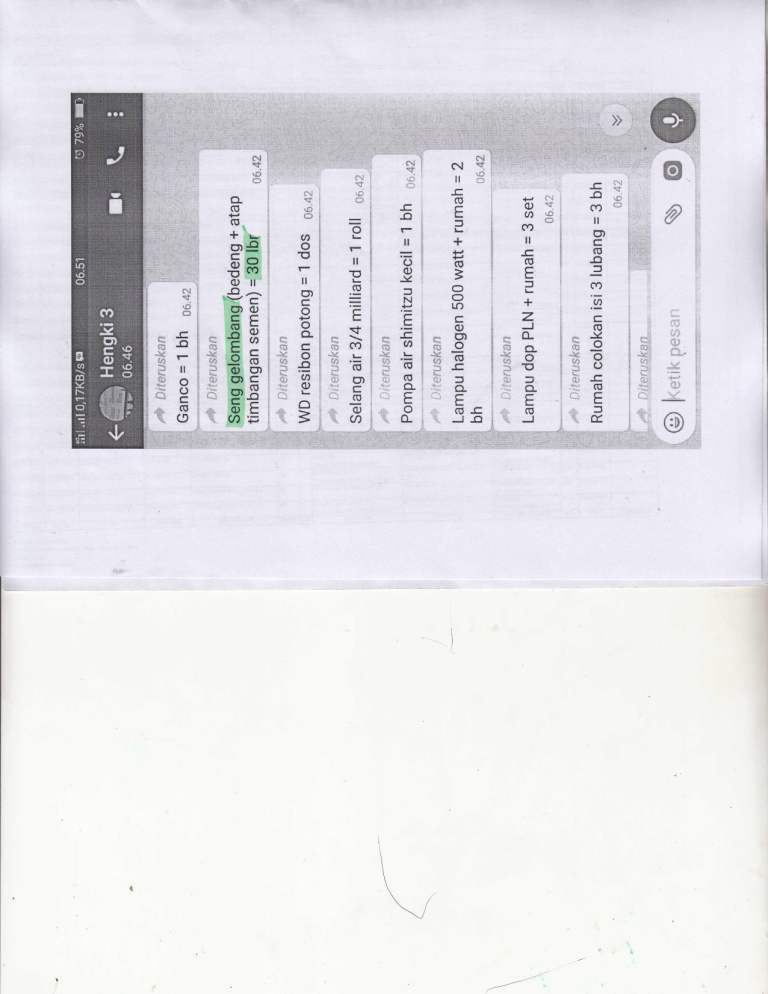 0,17KB/s 06.51 79%
Hengki 3
06.46
Diteruskan
Ganco = 1 bh 06.42
Diteruskan
Seng gelombang (bedeng + atap
timbangan semen) = 30 lbr 06.42
Diteruskan
WD resibon potong = 1 dos 06.42
Diteruskan
Selang air 3/4 milliard = 1 roll 06.42
Diteruskan
Pompa air shimitzu kecil = 1 bh 06.42
Diteruskan
Lampu halogen 500 watt + rumah = 2
bh 06.42
Diteruskan
Lampu dop PLN + rumah = 3 set
06.42
Diteruskan
Rumah colokan isi 3 lubang = 3 bh
06.42
Diteruskan
Ketik pesan